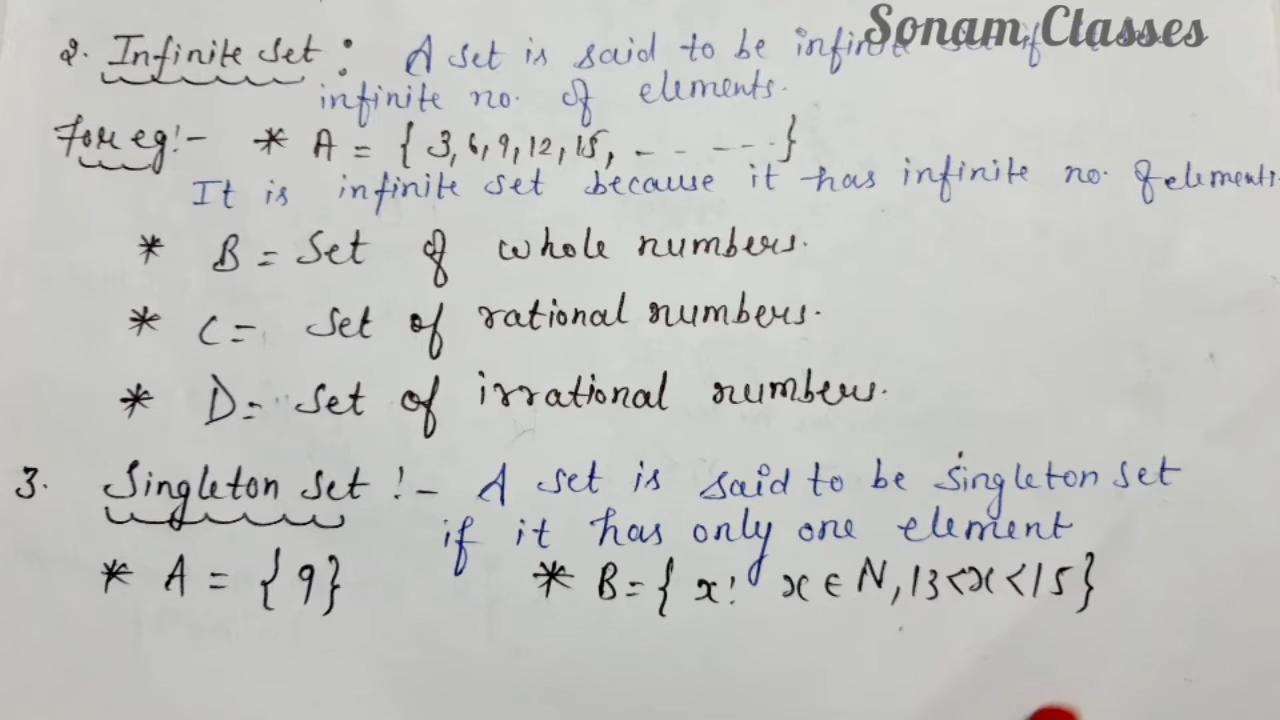 Sonam Classes
2. Infinite set : A set is said to be infinite set if
infinite no. of elements.
For eg:- * A = { 3, 6, 9, 12, 15, - - - - - }
It is infinite set because it has infinite no. of elements
* B = Set of whole numbers.
* C = Set of rational numbers.
* D = Set of irrational numbers.
3. Singleton set :- A set is said to be singleton set
if it has only one element
* A = { 9 } * B = { x: x ∈ N, 13 < x < 15 }